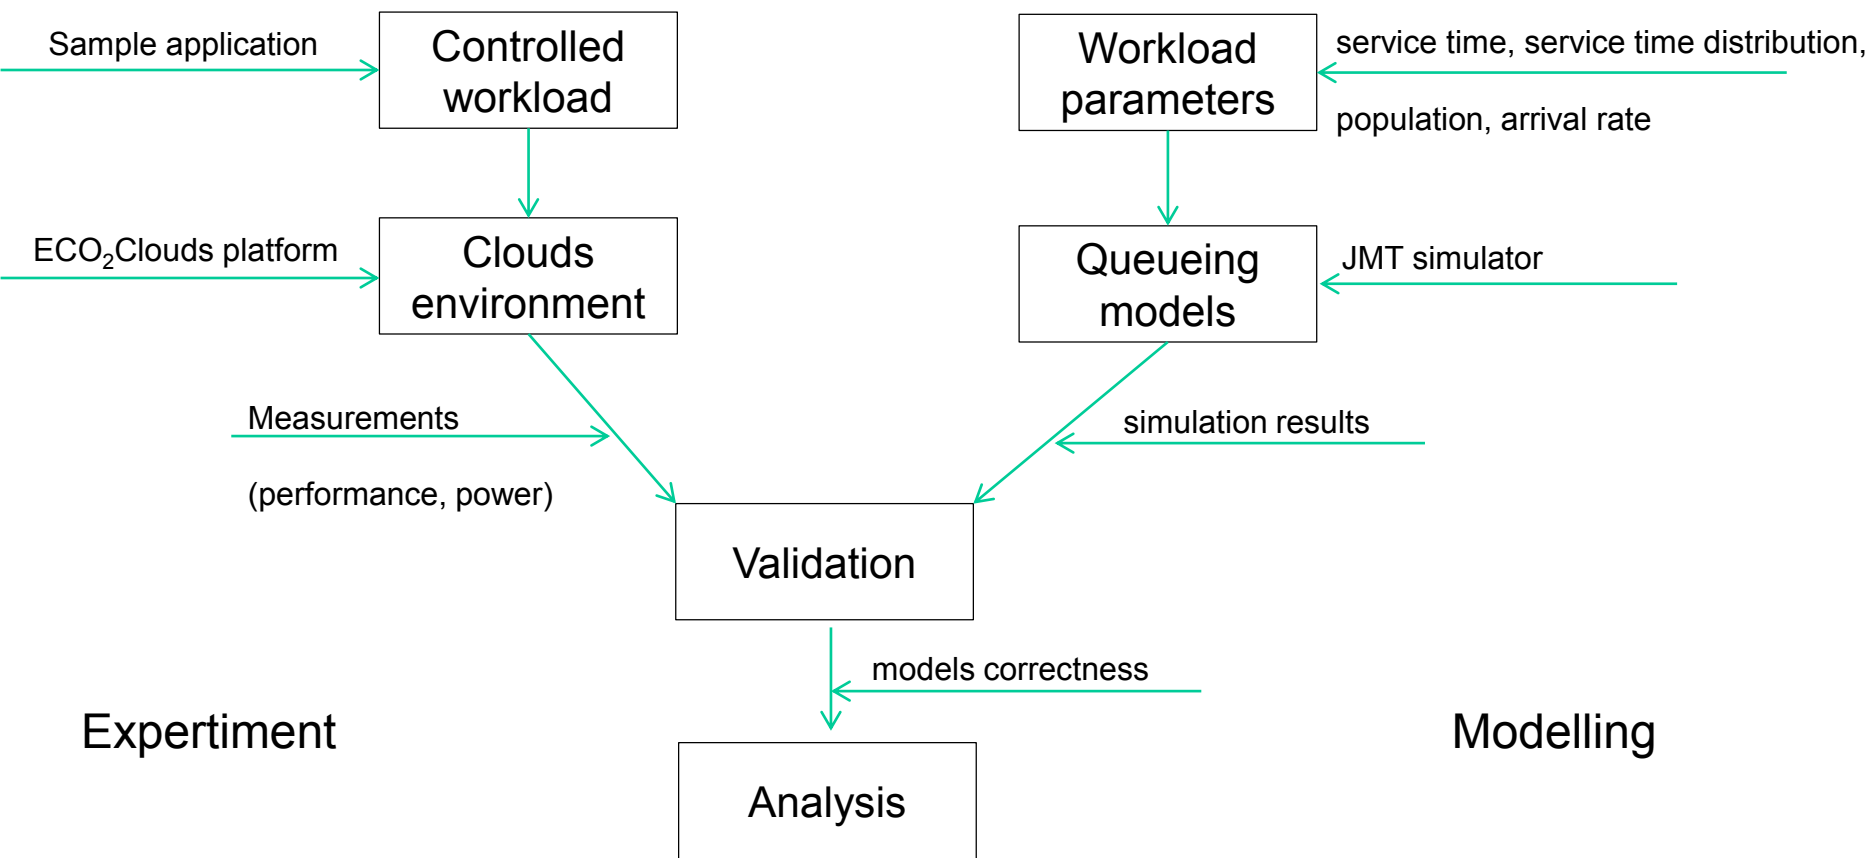 Sample application
Controlled
workload
Workload
parameters
service time, service time distribution,
population, arrival rate
ECO₂Clouds platform
Clouds
environment
Queueing
models
JMT simulator
Measurements
(performance, power)
simulation results
Validation
models correctness
Expertiment
Modelling
Analysis